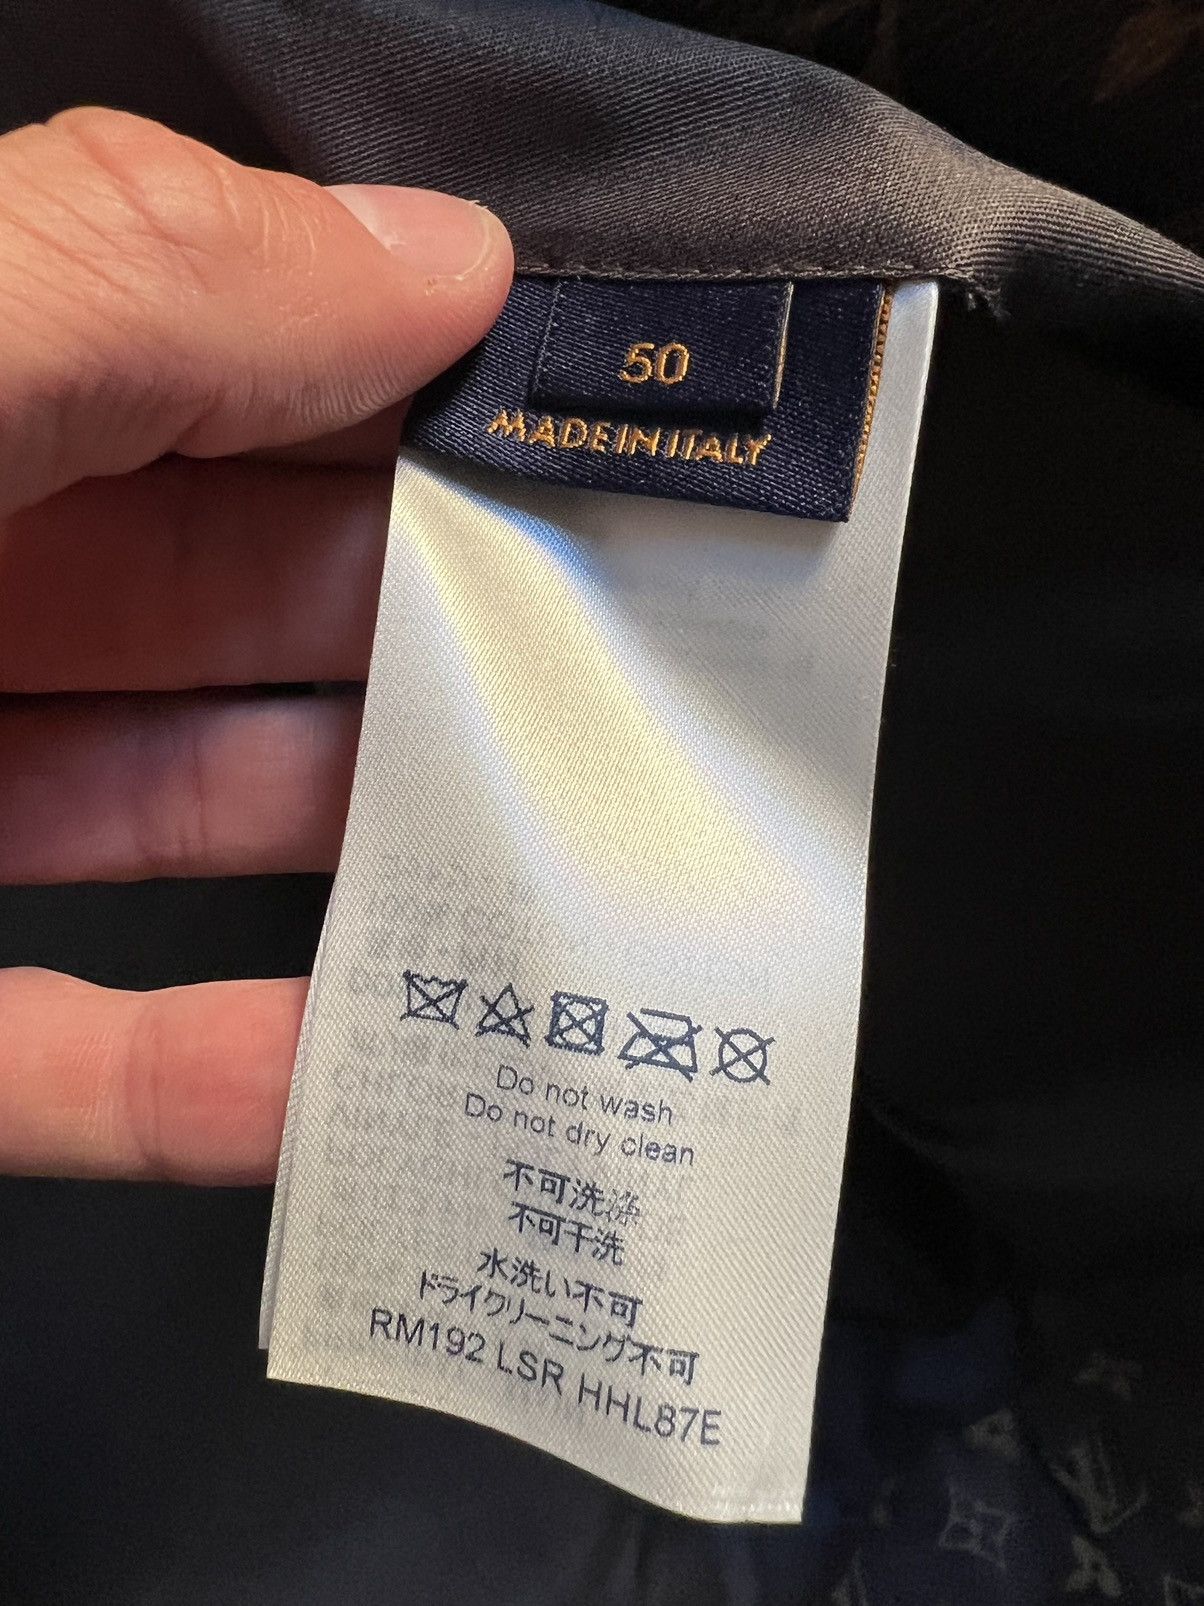 50
MADE IN ITALY
Do not wash
Do not dry clean
不可洗涤
不可干洗
水洗い不可
ドライクリーニング不可
RM192 LSR HHL87E